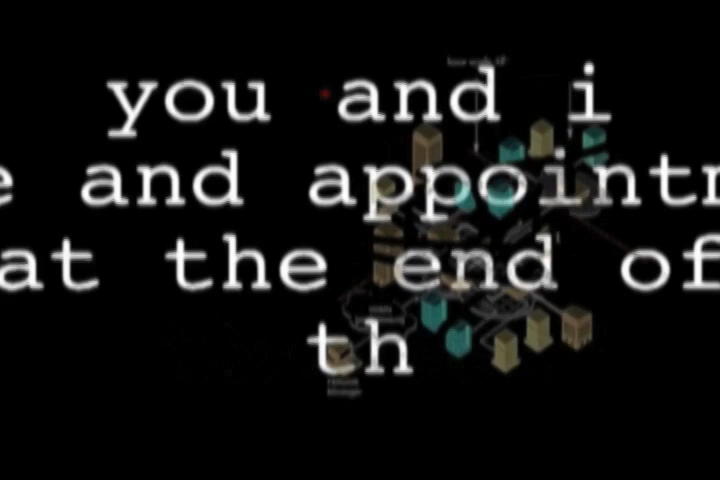 you and i
e and appointm
at the end of
th